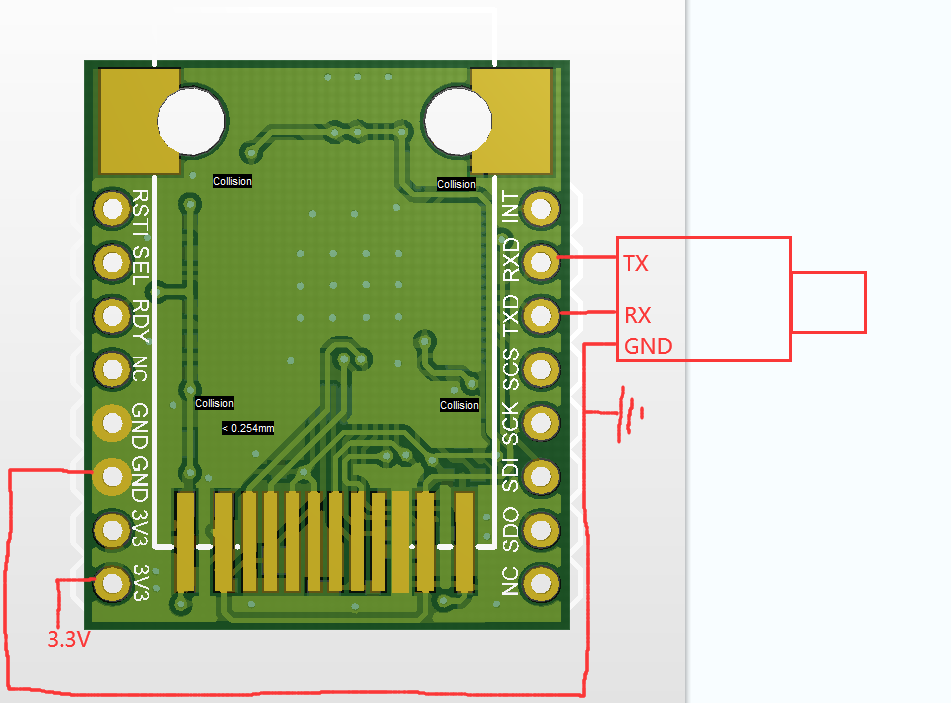 Collision
Collision
RSTI
INT
SEL
RXD
TX
RDY
TXD
RX
GND
NC
SCS
Collision
Collision
GND
SCK
< 0.254mm
GND
SDI
3V3
SDO
3V3
NC
3.3V